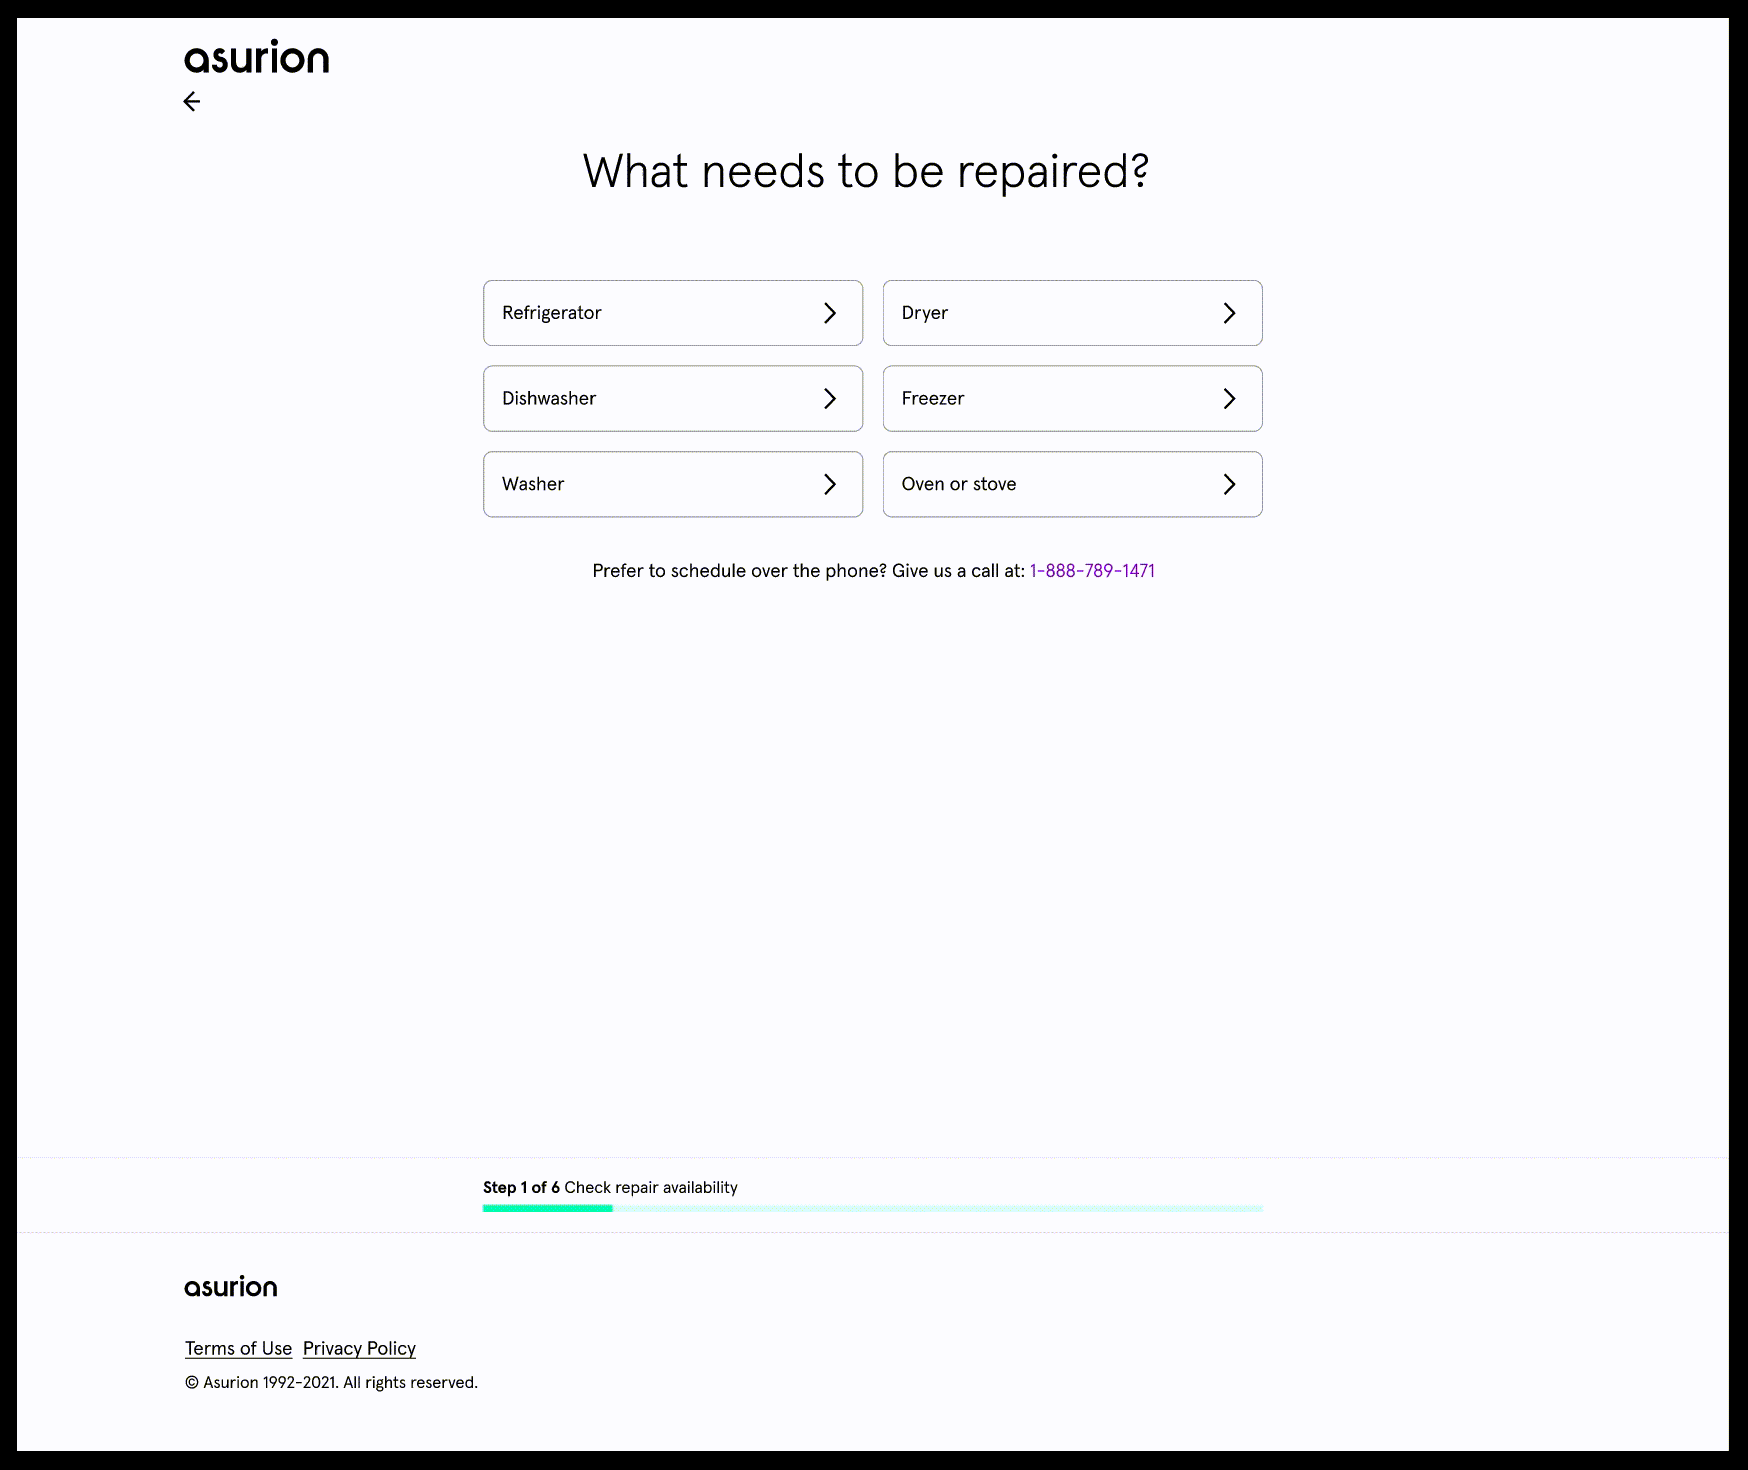 asurion
What needs to be repaired?
Refrigerator
Dryer
Dishwasher
Freezer
Washer
Oven or stove
Prefer to schedule over the phone? Give us a call at: 1-888-789-1471
Step 1 of 6 Check repair availability
asurion
Terms of Use Privacy Policy
© Asurion 1992-2021. All rights reserved.